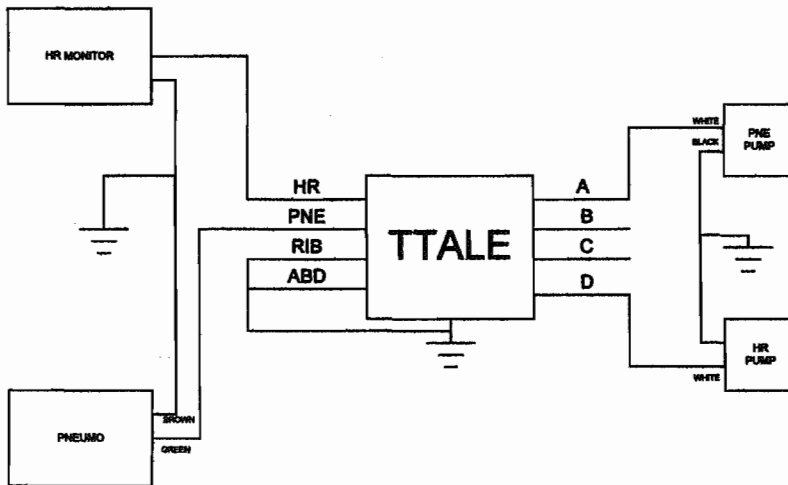 HR MONITOR
WHITE
BLACK
PNE
PUMP
HR
PNE
RIB
ABD
TTALE
A
B
C
D
HR
PUMP
WHITE
BROWN
GREEN
PNEUMO